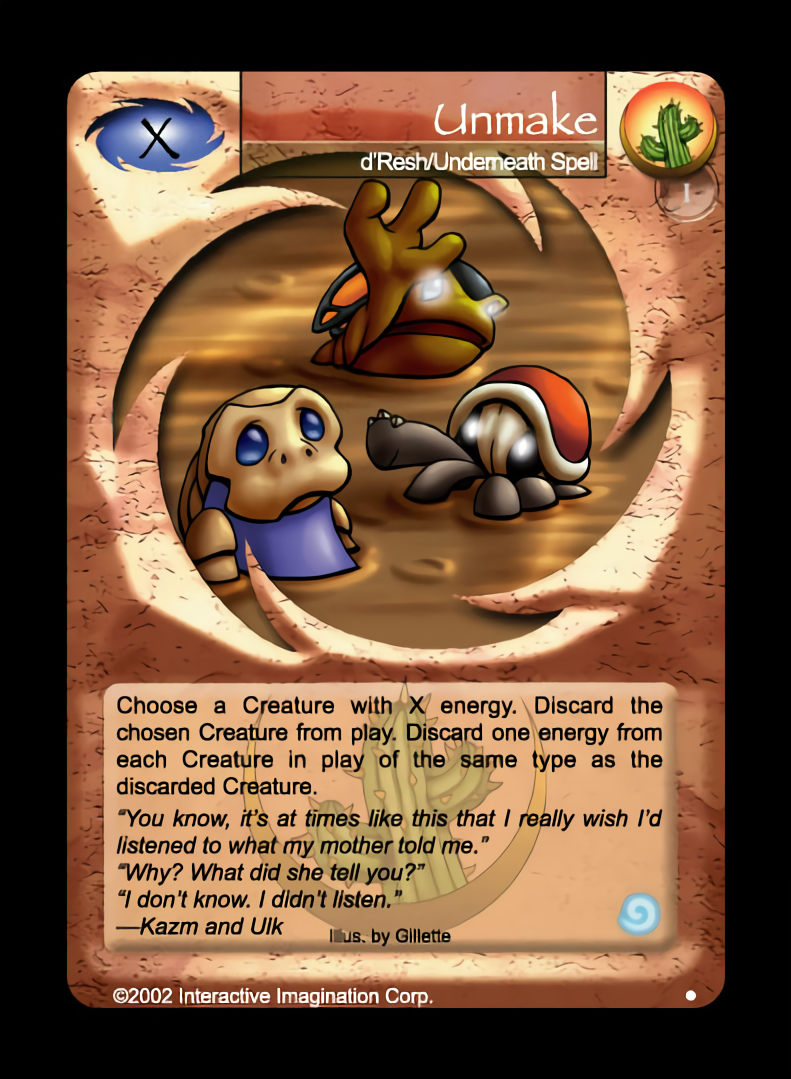 X
Unmake
d'Resh/Underneath Spell
I
Choose a Creature with X energy. Discard the
chosen Creature from play. Discard one energy from
each Creature in play of the same type as the
discarded Creature.
"You know, it's at times like this that I really wish I'd
listened to what my mother told me."
"Why? What did she tell you?"
"I don't know. I didn't listen."
—Kazm and Ulk
Illus. by Gillette
©2002 Interactive Imagination Corp.